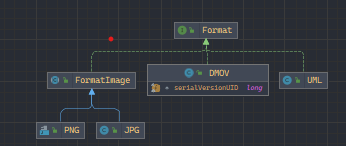 Format
FormatImage
DMOV
serialVersionUID long
UML
PNG
JPG